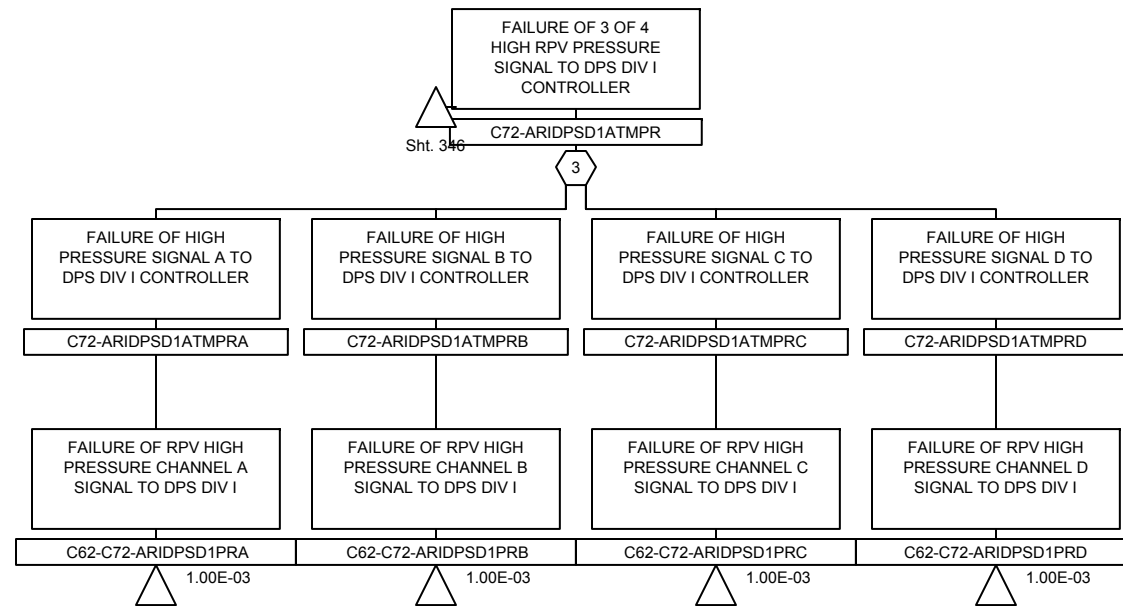 FAILURE OF 3 OF 4
HIGH RPV PRESSURE
SIGNAL TO DPS DIV I
CONTROLLER
Sht. 346
C72-ARIDPSD1ATMPR
3
FAILURE OF HIGH
PRESSURE SIGNAL A TO
DPS DIV I CONTROLLER
C72-ARIDPSD1ATMPRA
FAILURE OF HIGH
PRESSURE SIGNAL B TO
DPS DIV I CONTROLLER
C72-ARIDPSD1ATMPRB
FAILURE OF HIGH
PRESSURE SIGNAL C TO
DPS DIV I CONTROLLER
C72-ARIDPSD1ATMPRC
FAILURE OF HIGH
PRESSURE SIGNAL D TO
DPS DIV I CONTROLLER
C72-ARIDPSD1ATMPRD
FAILURE OF RPV HIGH
PRESSURE CHANNEL A
SIGNAL TO DPS DIV I
C62-C72-ARIDPSD1PRA
1.00E-03
FAILURE OF RPV HIGH
PRESSURE CHANNEL B
SIGNAL TO DPS DIV I
C62-C72-ARIDPSD1PRB
1.00E-03
FAILURE OF RPV HIGH
PRESSURE CHANNEL C
SIGNAL TO DPS DIV I
C62-C72-ARIDPSD1PRC
1.00E-03
FAILURE OF RPV HIGH
PRESSURE CHANNEL D
SIGNAL TO DPS DIV I
C62-C72-ARIDPSD1PRD
1.00E-03